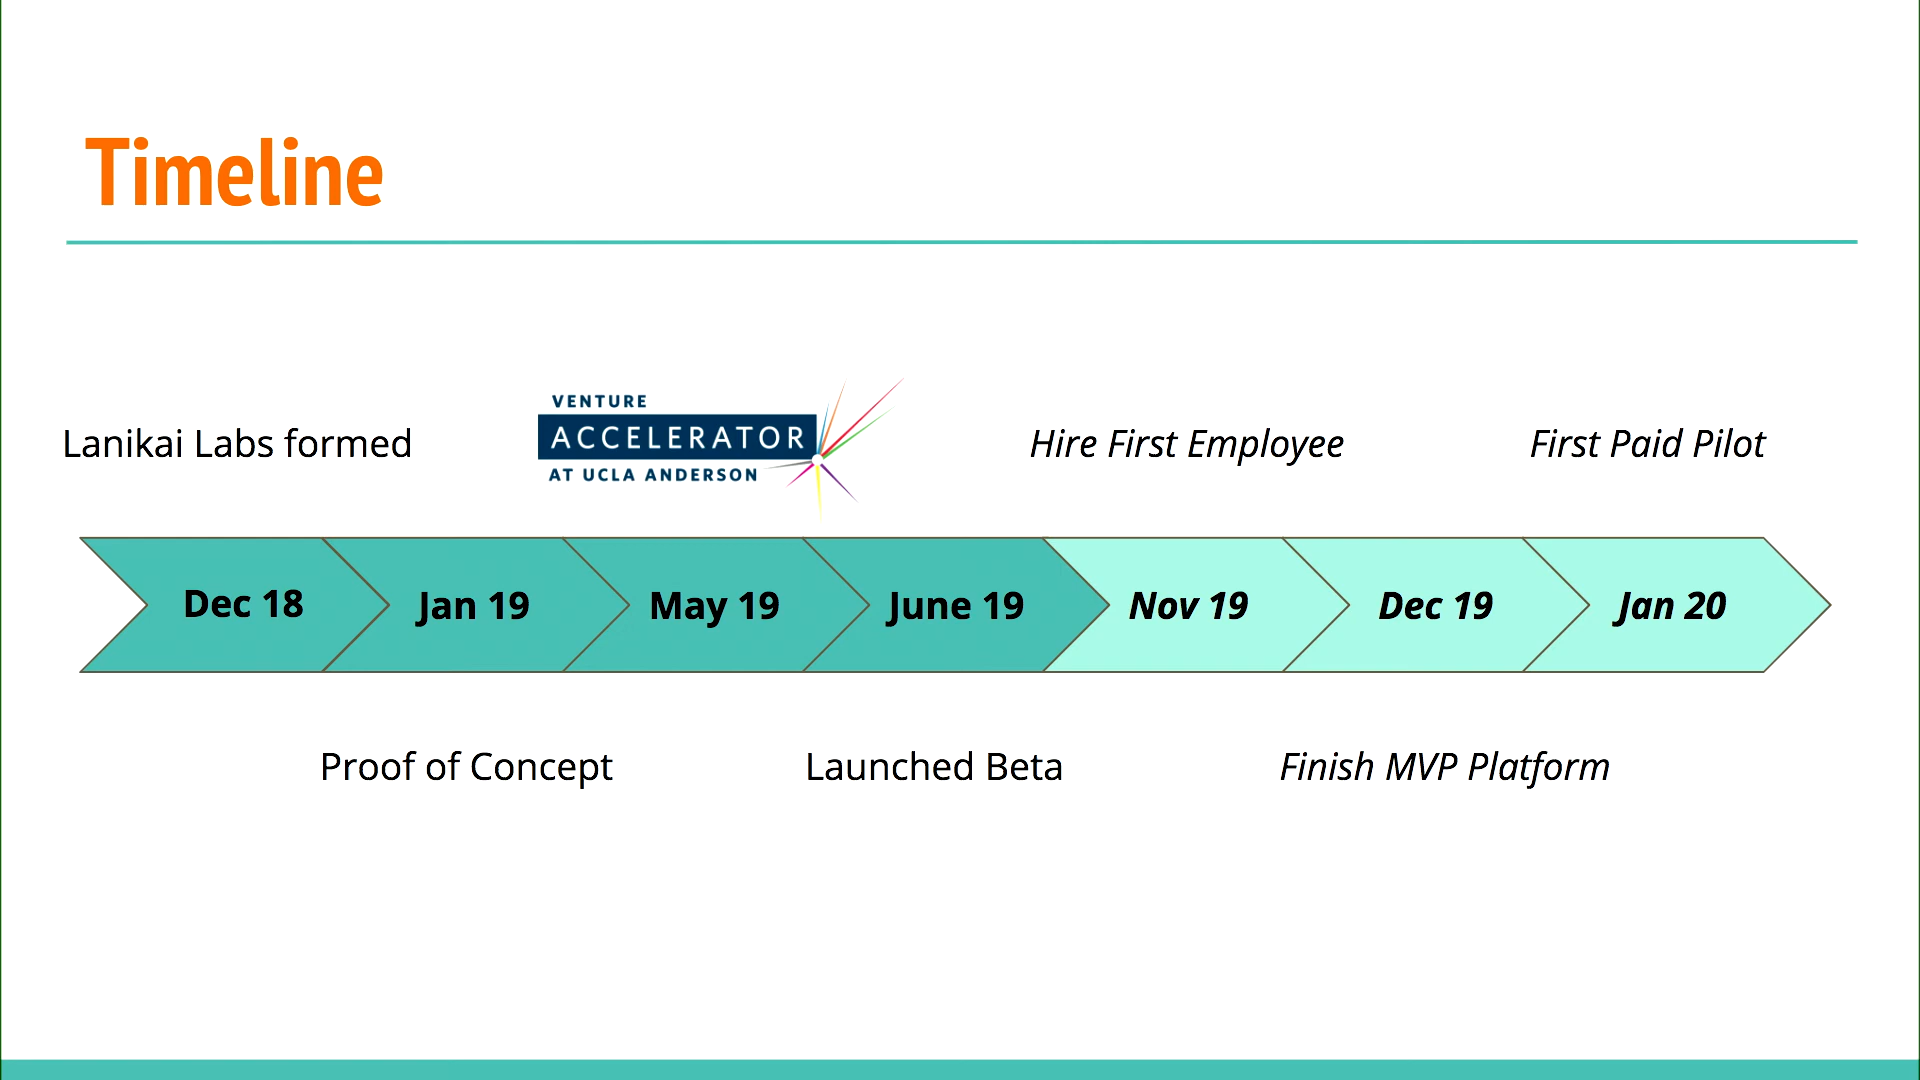 Timeline
Lanikai Labs formed
VENTURE
ACCELERATOR
AT UCLA ANDERSON
Hire First Employee
First Paid Pilot
Dec 18
Jan 19
May 19
June 19
Nov 19
Dec 19
Jan 20
Proof of Concept
Launched Beta
Finish MVP Platform